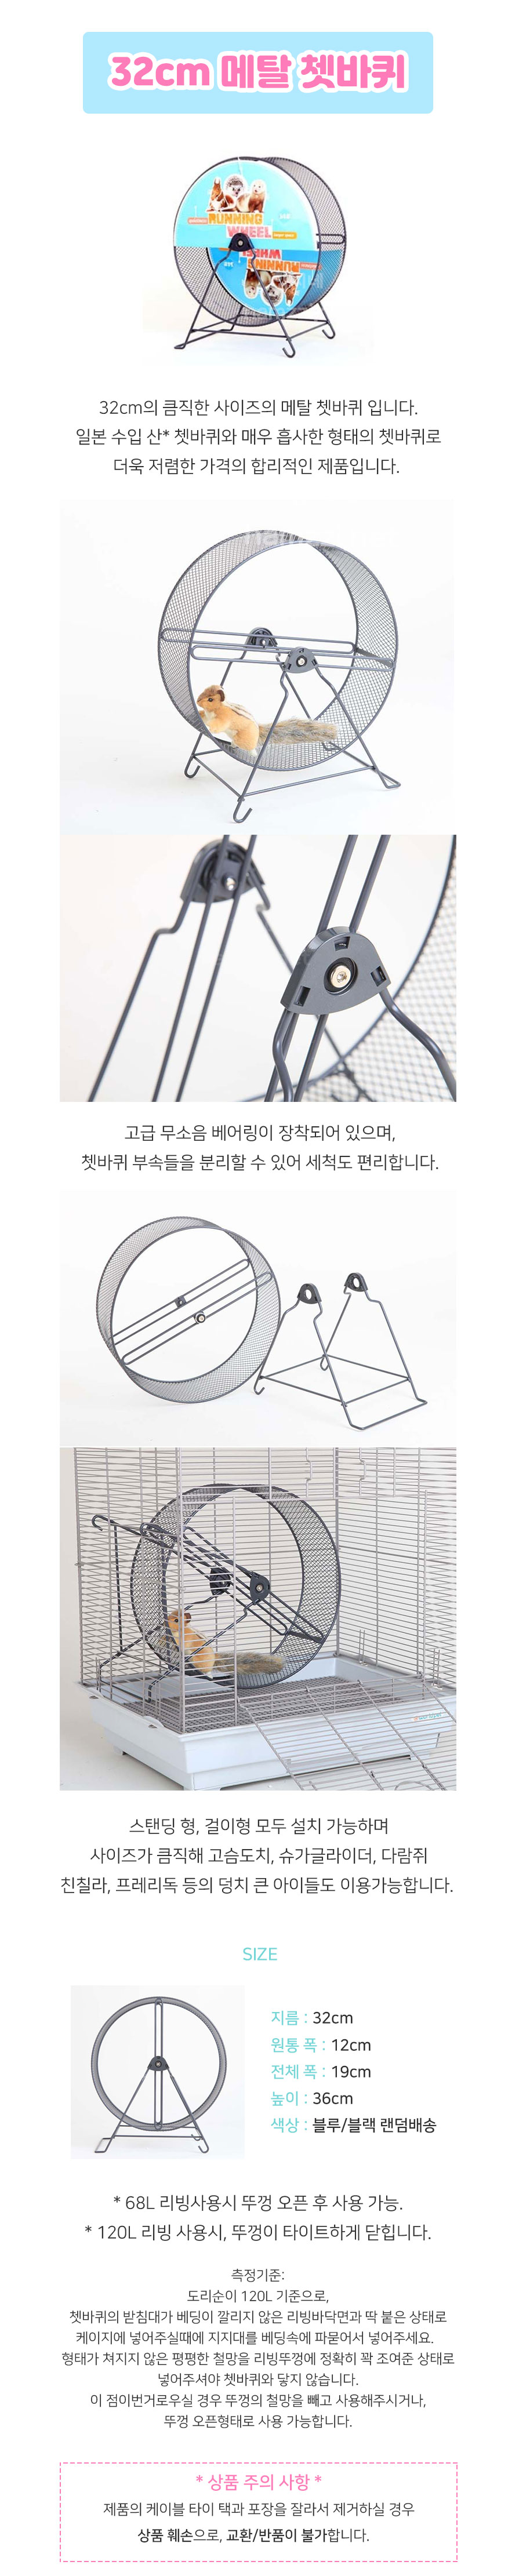 32cm 메탈 쳇바퀴
RUNNING
WHEEL
32cm의 큼직한 사이즈의 메탈 쳇바퀴 입니다.
일본 수입 산* 쳇바퀴와 매우 흡사한 형태의 쳇바퀴로
더욱 저렴한 가격의 합리적인 제품입니다.
고급 무소음 베어링이 장착되어 있으며,
쳇바퀴 부속들을 분리할 수 있어 세척도 편리합니다.
스탠딩 형, 걸이형 모두 설치 가능하며
사이즈가 큼직해 고슴도치, 슈가글라이더, 다람쥐
친칠라, 프레리독 등의 덩치 큰 아이들도 이용가능합니다.
SIZE
지름 : 32cm
원통 폭 : 12cm
전체 폭 : 19cm
높이 : 36cm
색상 : 블루/블랙 랜덤배송
* 68L 리빙사용시 뚜껑 오픈 후 사용 가능.
* 120L 리빙 사용시, 뚜껑이 타이트하게 닫힙니다.
측정기준:
도리순이 120L 기준으로,
쳇바퀴의 받침대가 베딩이 깔리지 않은 리빙바닥면과 딱 붙은 상태로
케이지에 넣어주실때에 지지대를 베딩속에 파묻어서 넣어주세요.
형태가 쳐지지 않은 평평한 철망을 리빙뚜껑에 정확히 꽉 조여준 상태로
넣어주셔야 쳇바퀴와 닿지 않습니다.
이 점이번거로우실 경우 뚜껑의 철망을 빼고 사용해주시거나,
뚜껑 오픈형태로 사용 가능합니다.
* 상품 주의 사항 *
제품의 케이블 타이 택과 포장을 잘라서 제거하실 경우
상품 훼손으로, 교환/반품이 불가합니다.